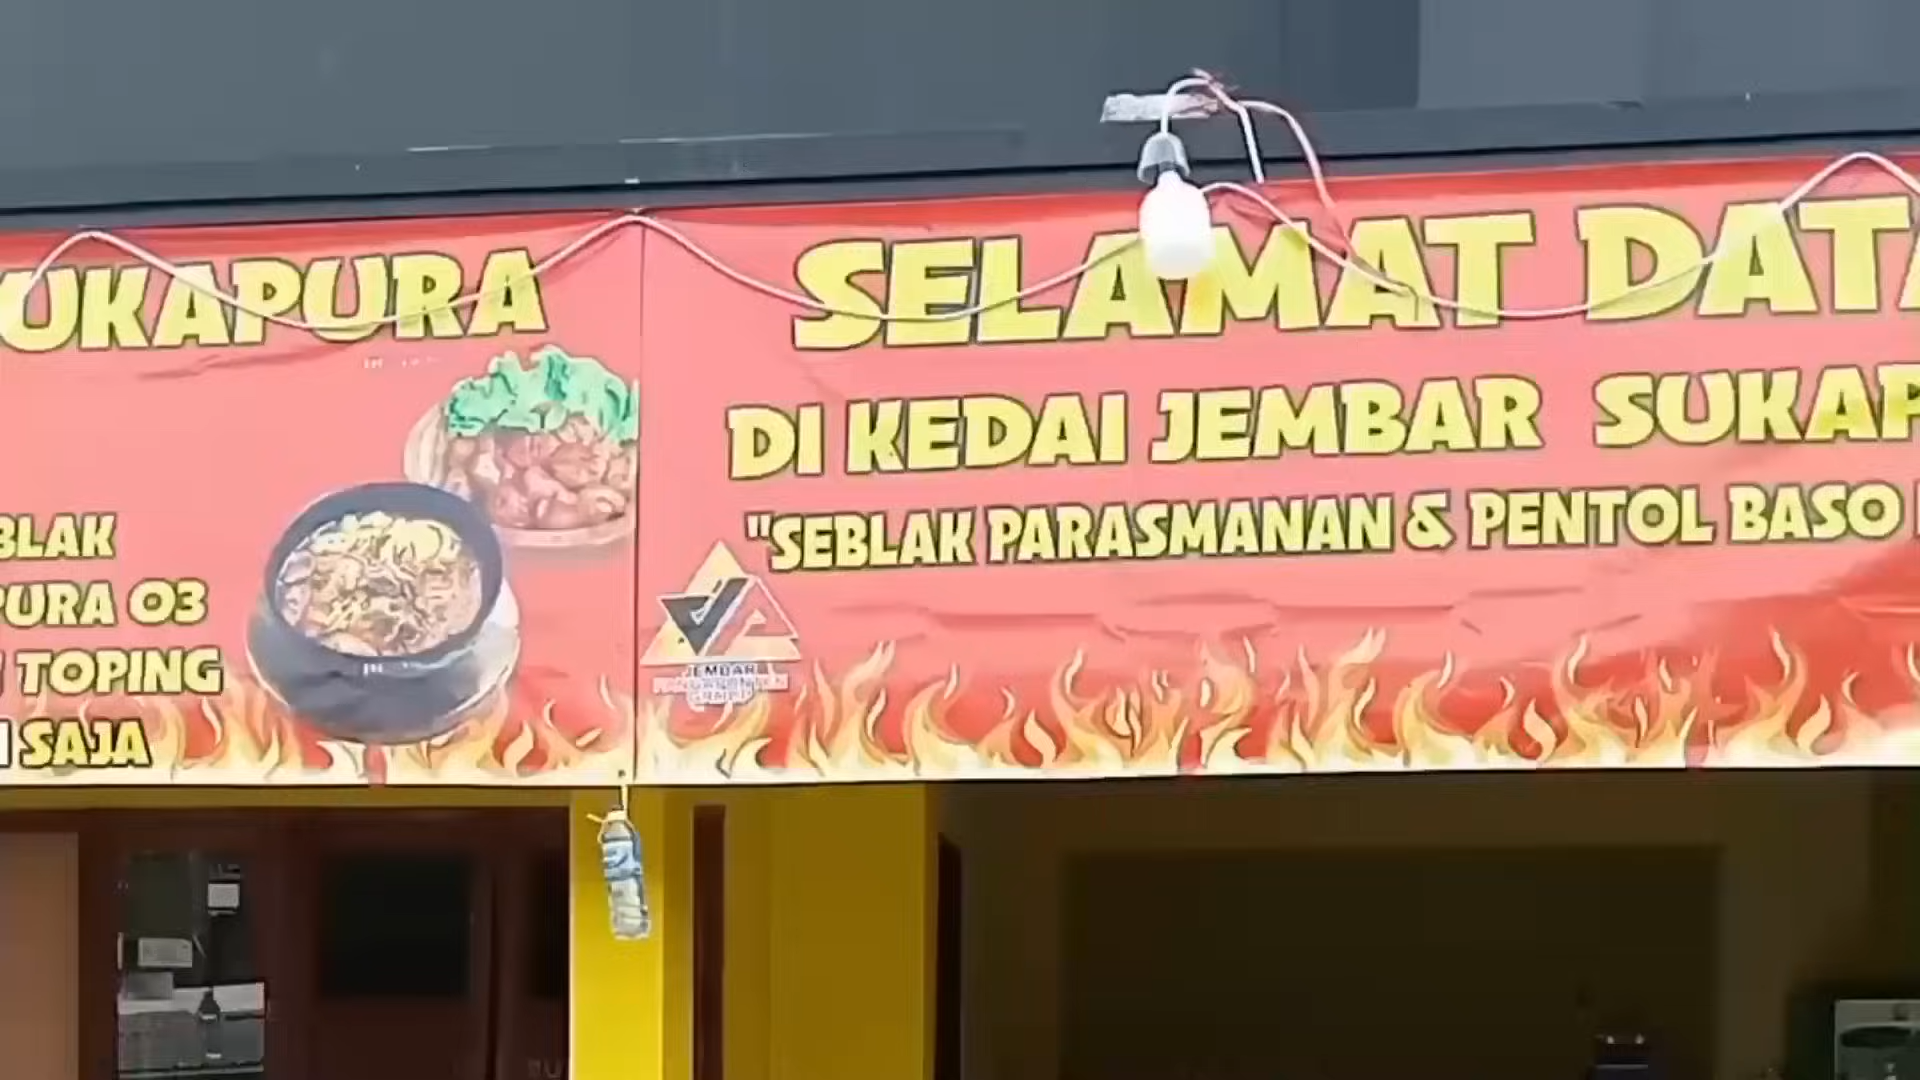 UKAPURA
BLAK
PURA 03
TOPING
SAJA
SELAMAT DATA
DI KEDAI JEMBAR SUKAP
"SEBLAK PARASMANAN & PENTOL BASO
JEMBAR